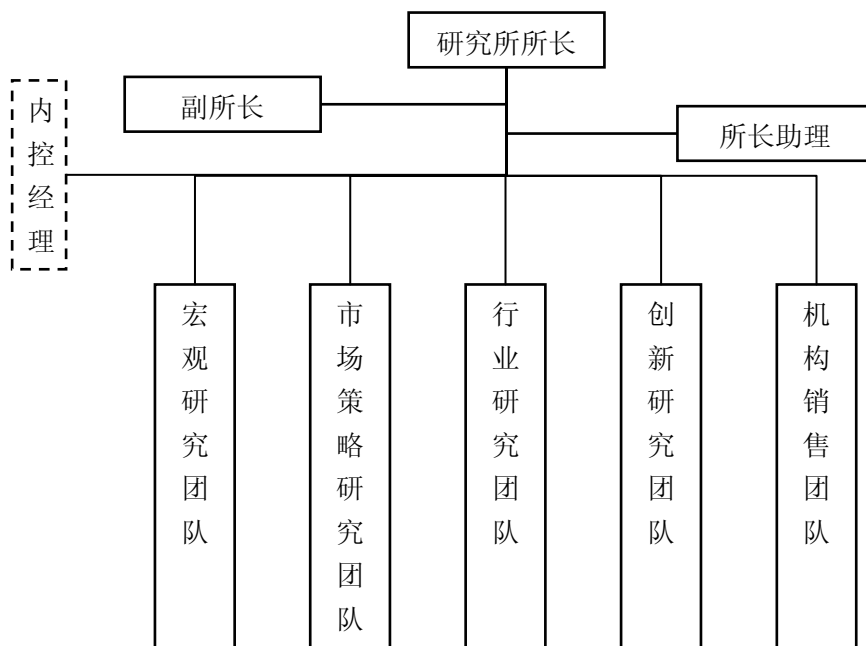 研究所所长
副所长
所长助理
内控经理
宏观研究团队
市场策略研究团队
行业研究团队
创新研究团队
机构销售团队